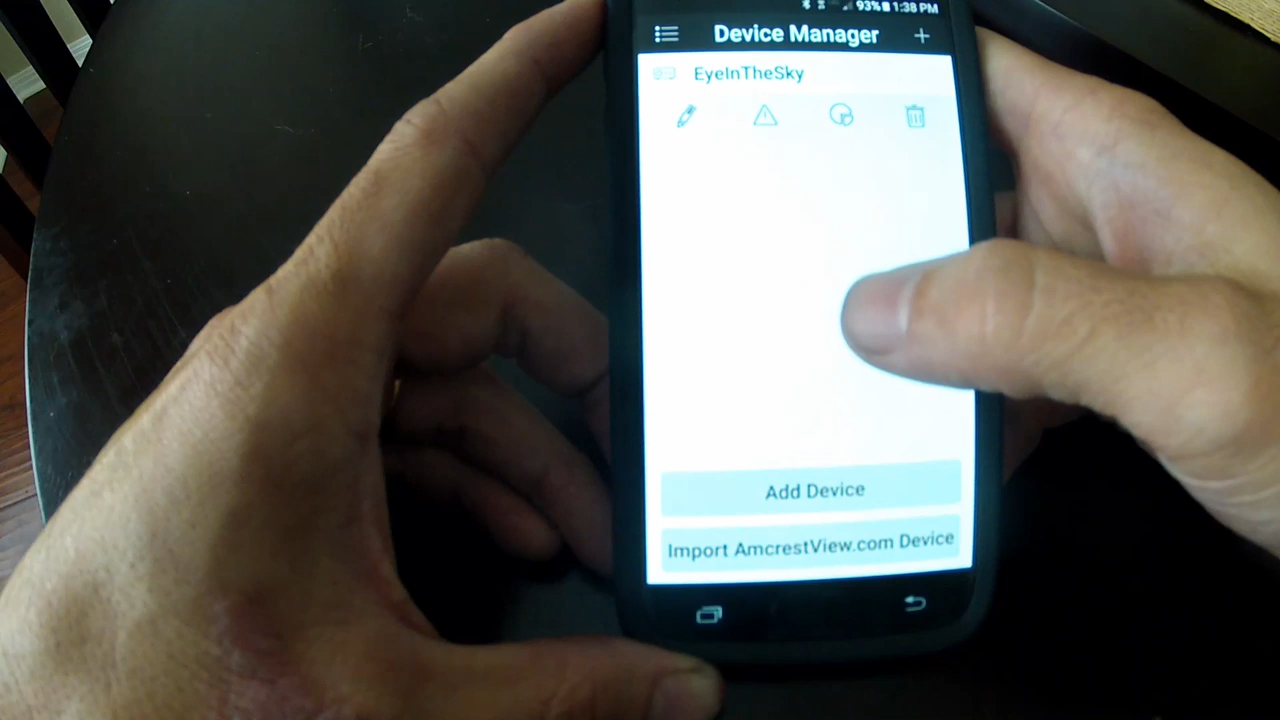 93% 1:38 PM
Device Manager
EyeInTheSky
Add Device
Import AmcrestView.com Device